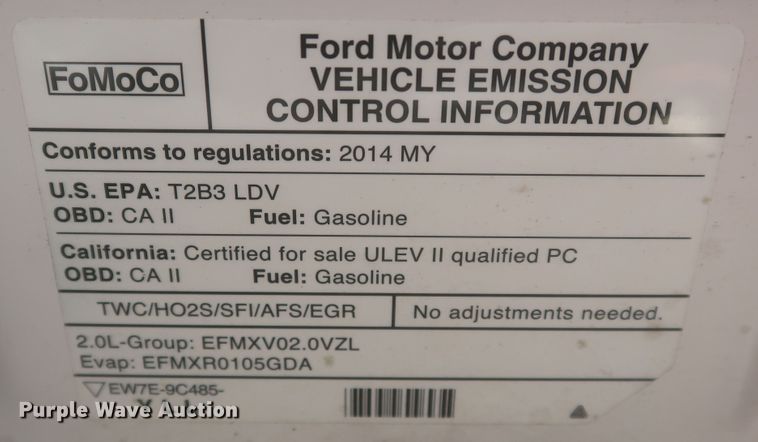 FoMoCo
Ford Motor Company
VEHICLE EMISSION
CONTROL INFORMATION
Conforms to regulations: 2014 MY
U.S. EPA: T2B3 LDV
OBD: CA II Fuel: Gasoline
California: Certified for sale ULEV II qualified PC
OBD: CA II Fuel: Gasoline
TWC/HO2S/SFI/AFS/EGR No adjustments needed.
2.0L-Group: EFMXV02.0VZL
Evap: EFMXR0105GDA
EW7E-9C485-
Purple Wave Auction